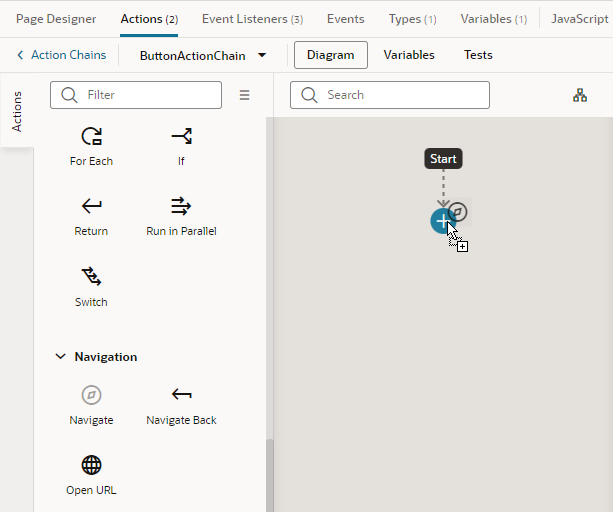 Page Designer Actions (2) Event Listeners (3) Events Types (1) Variables (1) JavaScript
Action Chains ButtonActionChain Diagram Variables Tests
Actions
Filter
Search
For Each If
Start
Return Run in Parallel
Switch
Navigation
Navigate Navigate Back
Open URL